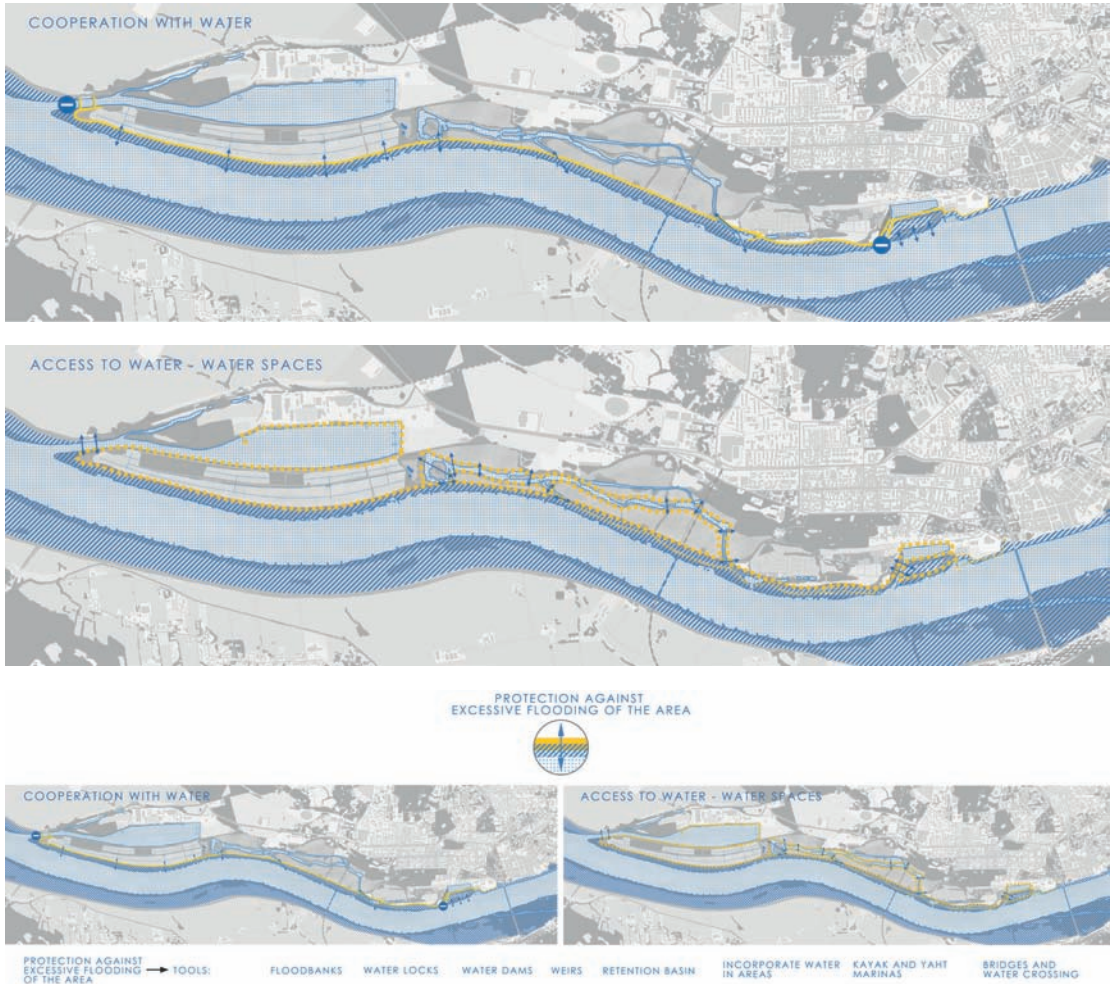 COOPERATION WITH WATER
ACCESS TO WATER - WATER SPACES
PROTECTION AGAINST
EXCESSIVE FLOODING OF THE AREA
COOPERATION WITH WATER
ACCESS TO WATER - WATER SPACES
PROTECTION AGAINST
EXCESSIVE FLOODING
OF THE AREA
TOOLS:
FLOODBANKS
WATER LOCKS
WATER DAMS
WEIRS
RETENTION BASIN
INCORPORATE WATER
IN AREAS
KAYAK AND YAHT
MARINAS
BRIDGES AND
WATER CROSSING